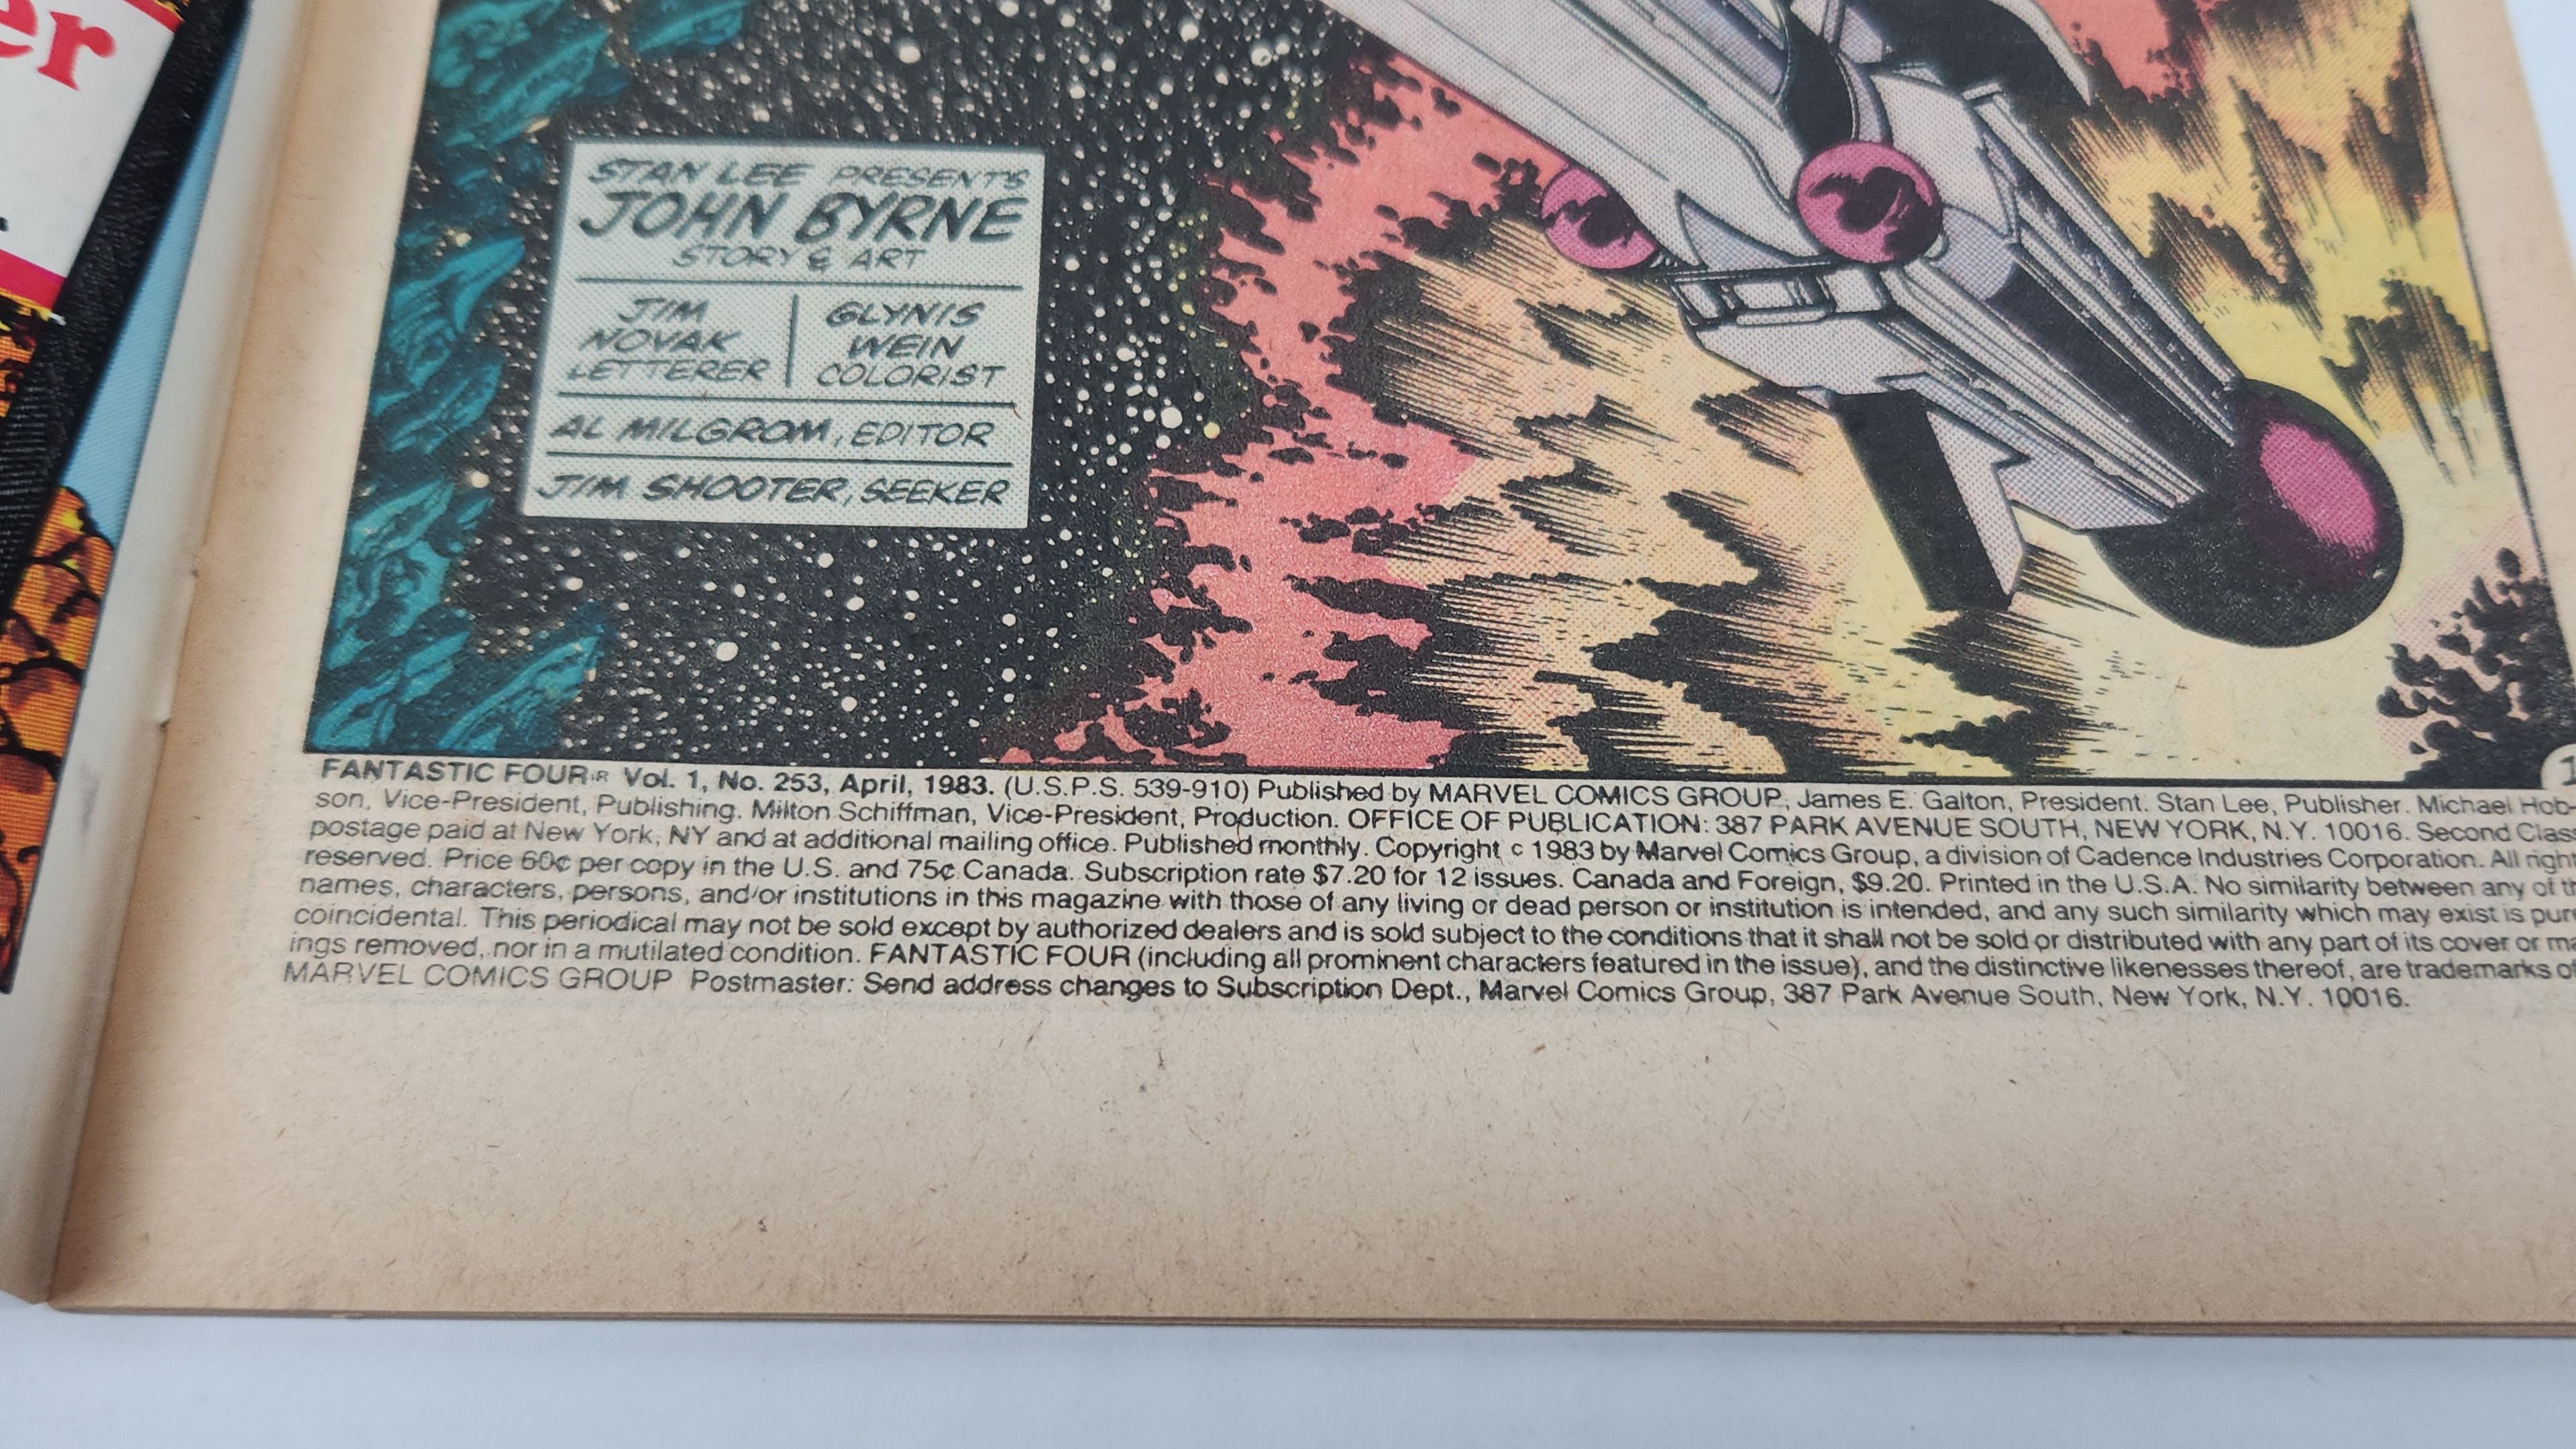 er
STAN LEE PRESENTS
JOHN BYRNE
STORY & ART
JIM
NOVAK
LETTERER
GLYNIS
WEIN
COLORIST
AL MILGROM, EDITOR
JIM SHOOTER, SEEKER
1
FANTASTIC FOUR® Vol. 1, No. 253, April, 1983. (U.S.P.S. 539-910) Published by MARVEL COMICS GROUP, James E. Galton, President. Stan Lee, Publisher. Michael Hob-
son, Vice-President, Publishing. Milton Schiffman, Vice-President, Production. OFFICE OF PUBLICATION: 387 PARK AVENUE SOUTH, NEW YORK, N.Y. 10016. Second Clas
postage paid at New York, NY and at additional mailing office. Published monthly. Copyright © 1983 by Marvel Comics Group, a division of Cadence Industries Corporation. All right
reserved. Price 60¢ per copy in the U.S. and 75¢ Canada. Subscription rate $7.20 for 12 issues. Canada and Foreign, $9.20. Printed in the U.S.A. No similarity between any of th
names, characters, persons, and/or institutions in this magazine with those of any living or dead person or institution is intended, and any such similarity which may exist is pur
coincidental. This periodical may not be sold except by authorized dealers and is sold subject to the conditions that it shall not be sold or distributed with any part of its cover or ma
ings removed, nor in a mutilated condition. FANTASTIC FOUR (including all prominent characters featured in the issue), and the distinctive likenesses thereof, are trademarks of
MARVEL COMICS GROUP Postmaster: Send address changes to Subscription Dept., Marvel Comics Group, 387 Park Avenue South, New York, N.Y. 10016.